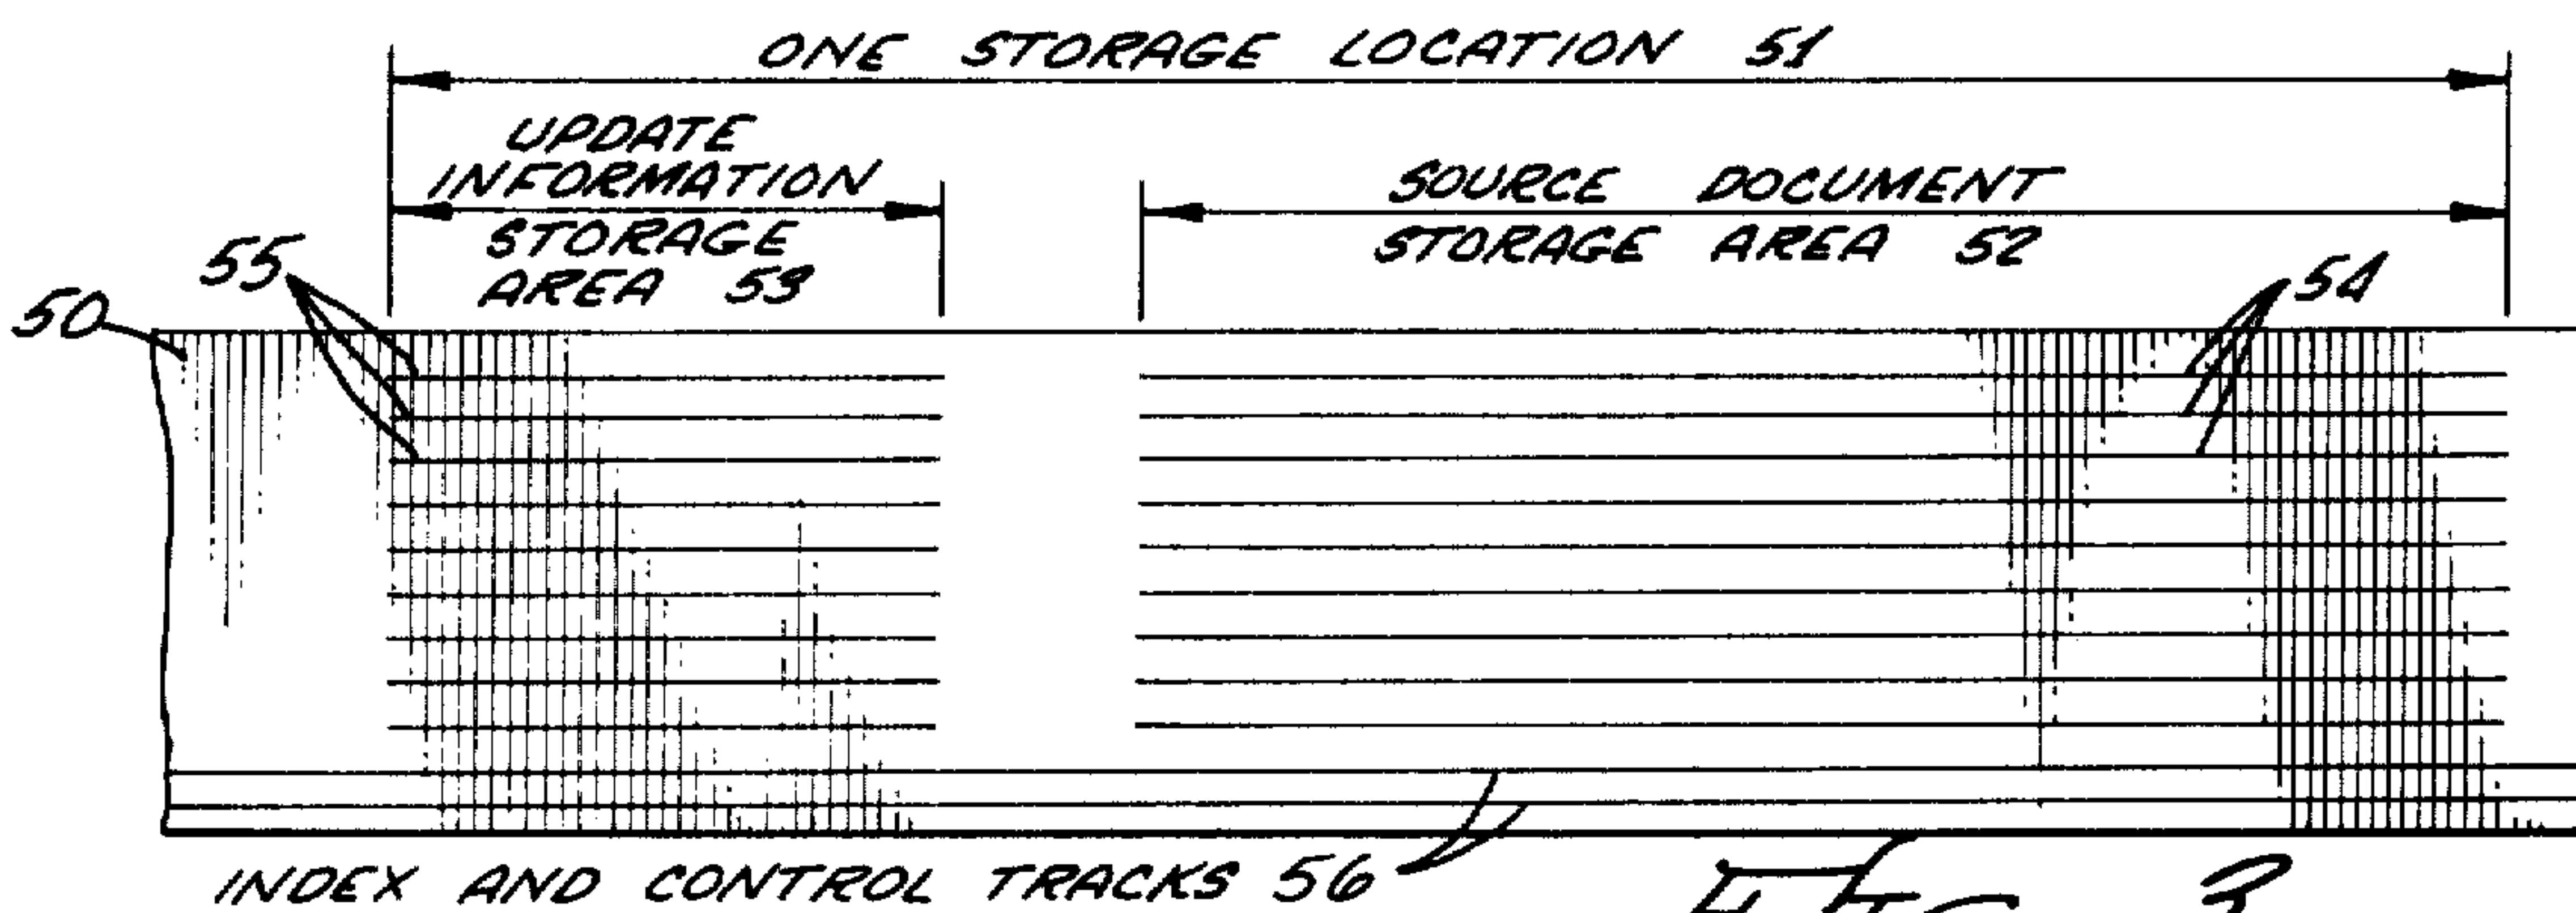 ONE STORAGE LOCATION 51
UPDATE
INFORMATION
STORAGE
AREA 53
SOURCE DOCUMENT
STORAGE AREA 52
55
50
54
INDEX AND CONTROL TRACKS 56